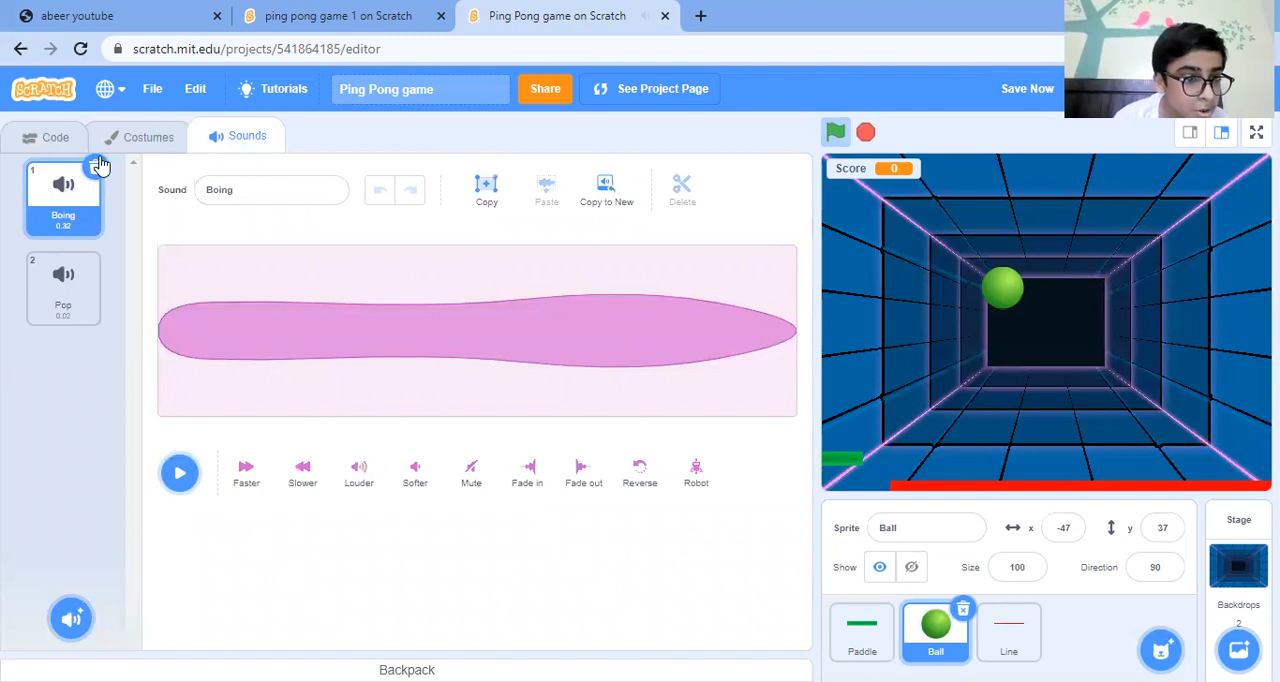 abeer youtube
ping pong game 1 on Scratch
Ping Pong game on Scratch
scratch.mit.edu/projects/541864185/editor
SCRATCH
File
Edit
Tutorials
Ping Pong game
Share
See Project Page
Save Now
Code
Costumes
Sounds
1
Boing
0.32
2
Pop
0.02
Sound
Boing
Copy
Paste
Copy to New
Delete
Faster
Slower
Louder
Softer
Mute
Fade in
Fade out
Reverse
Robot
Score 0
Sprite
Ball
x
-47
y
37
Show
Size
100
Direction
90
Paddle
Ball
Line
Stage
Backdrops
2
Backpack